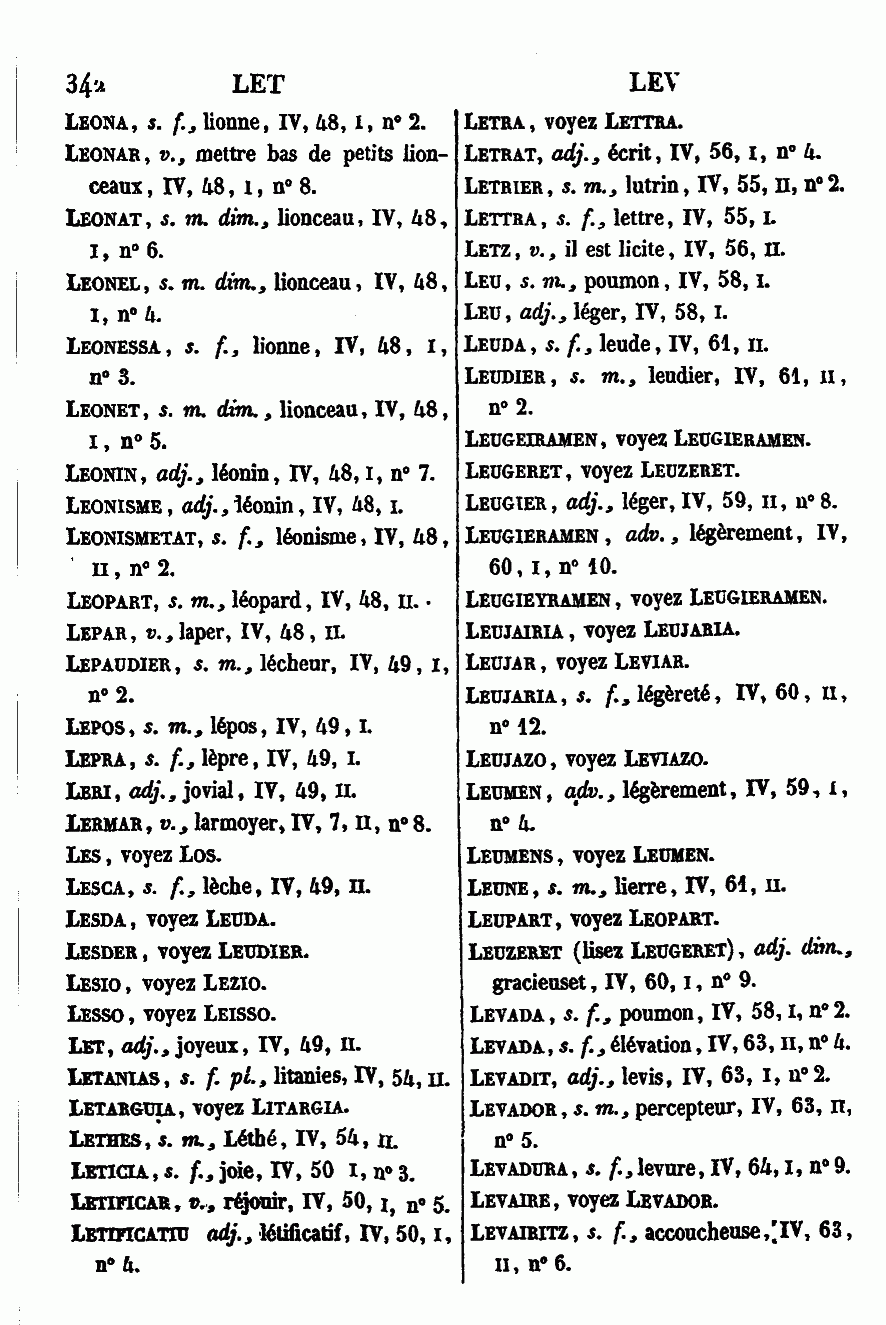 342 LET LEV
LEONA, s. f., lionne, IV, 48, 1, n° 2.
LEONAR, v., mettre bas de petits lion-
ceaux, IV, 48, 1, n° 8.
LEONAT, s. m. dim., lionceau, IV, 48,
I, n° 6.
LEONEL, s. m. dim., lionceau, IV, 48,
I, n° 4.
LEONESSA, s. f., lionne, IV, 48, I,
n° 3.
LEONET, s. m. dim., lionceau, IV, 48,
I, n° 5.
LEONIN, adj., léonin, IV, 48, I, n° 7.
LEONISME, adj., léonin, IV, 48, I.
LEONISMETAT, s. f., léonisme, IV, 48,
II, n° 2.
LEOPART, s. m., léopard, IV, 48, II.
LEPAR, v., laper, IV, 48, II.
LEPAUDIER, s. m., lécheur, IV, 49, I,
n° 2.
LEPOS, s. m., lépos, IV, 49, I.
LEPRA, s. f., lèpre, IV, 49, I.
LERI, adj., jovial, IV, 49, II.
LERMAR, v., larmoyer, IV, 7, II, n° 8.
LES, voyez LOS.
LESCA, s. f., lèche, IV, 49, II.
LESDA, voyez LEUDA.
LESDER, voyez LEUDIER.
LESIO, voyez LEZIO.
LESSO, voyez LEISSO.
LET, adj., joyeux, IV, 49, II.
LETANIAS, s. f. pl., litanies, IV, 54, II.
LETARGUIA, voyez LITARGIA.
LETHES, s. m., Léthé, IV, 54, II.
LETICIA, s. f., joie, IV, 50 I, n° 3.
LETIFICAR, v., réjouir, IV, 50, I, n° 5.
LETIFICATIU adj., létificatif, IV, 50, I,
n° 4.
LETRA, voyez LETTRA.
LETRAT, adj., écrit, IV, 56, I, n° 4.
LETRIER, s. m., lutrin, IV, 55, II, n° 2.
LETTRA, s. f., lettre, IV, 55, I.
LETZ, v., il est licite, IV, 56, II.
LEU, s. m., poumon, IV, 58, I.
LEU, adj., léger, IV, 58, I.
LEUDA, s. f., leude, IV, 61, II.
LEUDIER, s. m., leudier, IV, 61, II,
n° 2.
LEUGEIRAMEN, voyez LEUGIERAMEN.
LEUGERET, voyez LEUZERET.
LEUGIER, adj., léger, IV, 59, II, n° 8.
LEUGIERAMEN, adv., légèrement, IV,
60, I, n° 10.
LEUGIEYRAMEN, voyez LEUGIERAMEN.
LEUJAIRIA, voyez LEUJARIA.
LEUJAR, voyez LEVIAR.
LEUJARIA, s. f., légèreté, IV, 60, II,
n° 12.
LEUJAZO, voyez LEVIAZO.
LEUMEN, adv., légèrement, IV, 59, I,
n° 4.
LEUMENS, voyez LEUMEN.
LEUNE, s. m., lierre, IV, 61, II.
LEUPART, voyez LEOPART.
LEUZERET (lisez LEUGERET), adj. dim.,
gracieuset, IV, 60, I, n° 9.
LEVADA, s. f., poumon, IV, 58, I, n° 2.
LEVADA, s. f., élévation, IV, 63, II, n° 4.
LEVADIT, adj., levis, IV, 63, I, n° 2.
LEVADOR, s. m., percepteur, IV, 63, II,
n° 5.
LEVADURA, s. f., levure, IV, 64, I, n° 9.
LEVAIRE, voyez LEVADOR.
LEVAIRITZ, s. f., accoucheuse, IV, 63,
II, n° 6.